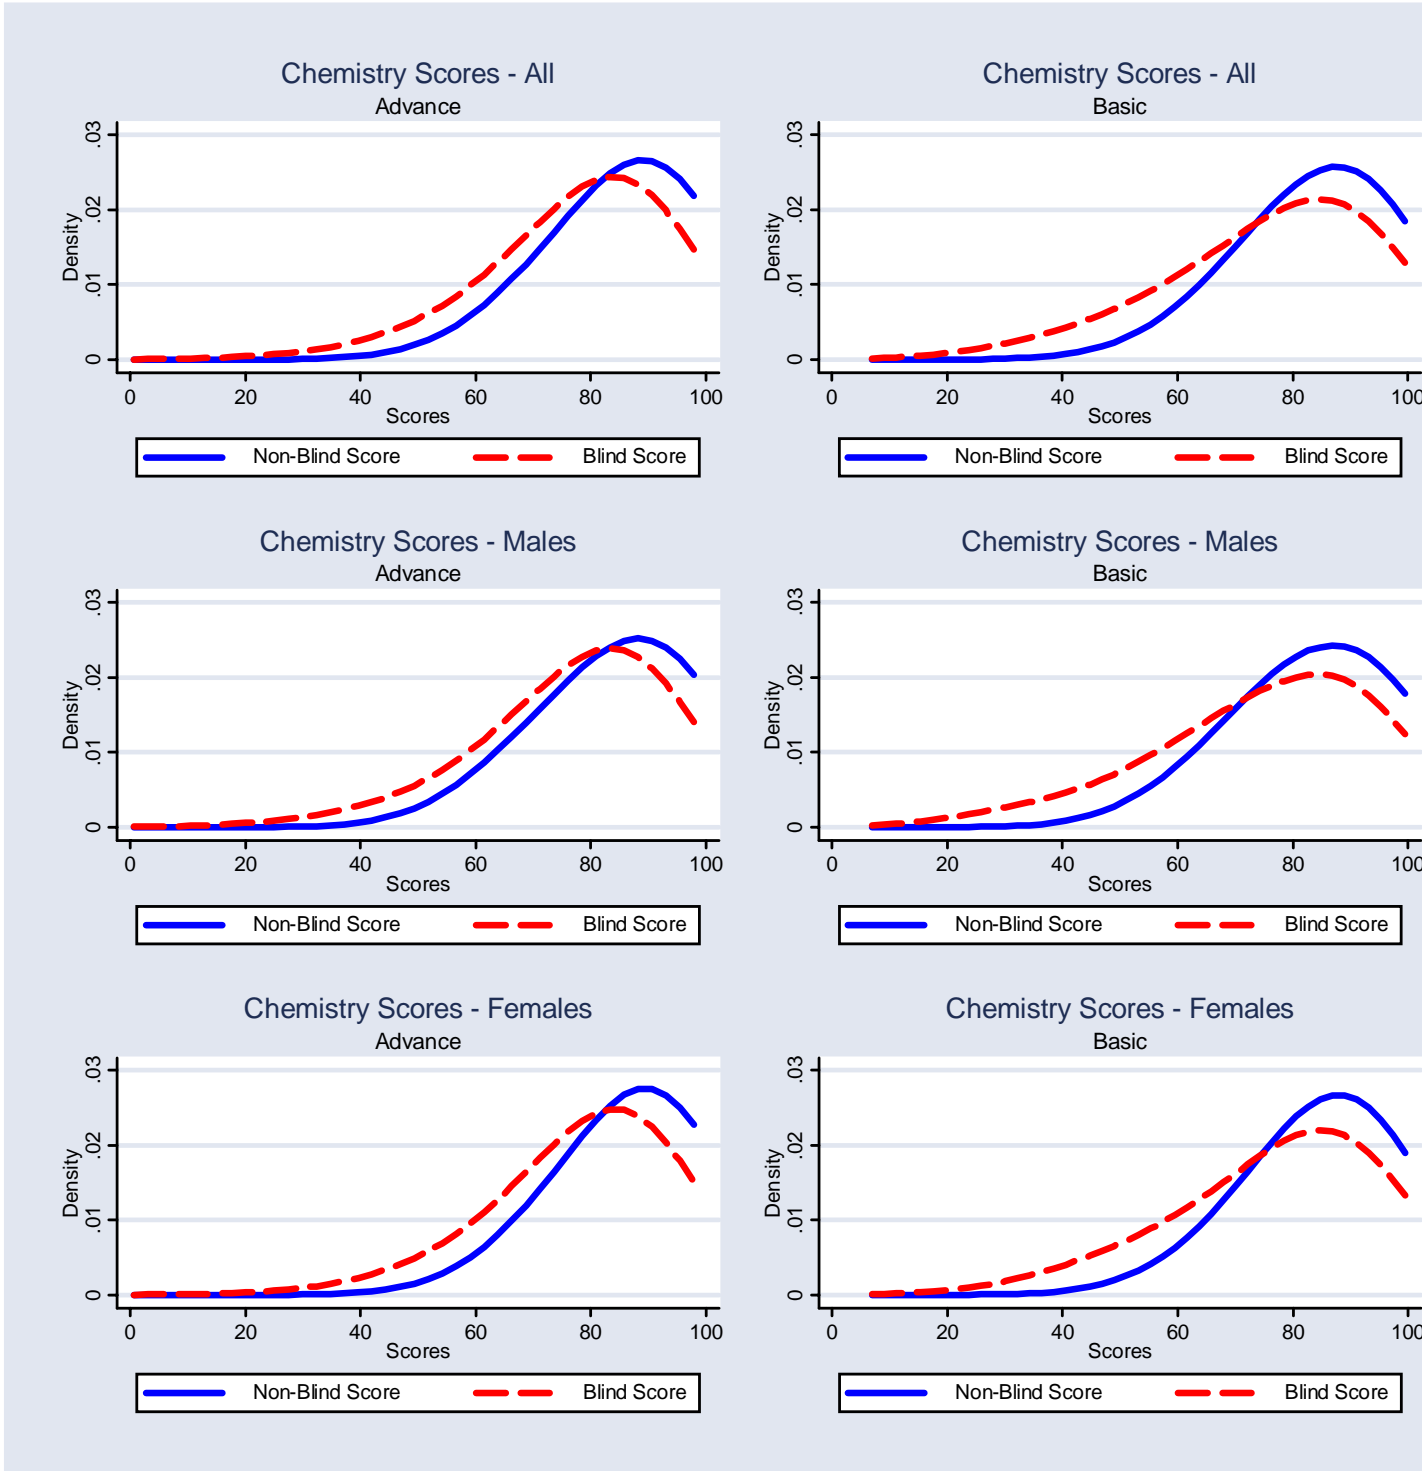 Chemistry Scores - All
Advance
Density
.03
.02
.01
0
0 20 40 60 80 100
Scores
Non-Blind Score Blind Score
Chemistry Scores - All
Basic
Density
.03
.02
.01
0
0 20 40 60 80 100
Scores
Non-Blind Score Blind Score
Chemistry Scores - Males
Advance
Density
.03
.02
.01
0
0 20 40 60 80 100
Scores
Non-Blind Score Blind Score
Chemistry Scores - Males
Basic
Density
.03
.02
.01
0
0 20 40 60 80 100
Scores
Non-Blind Score Blind Score
Chemistry Scores - Females
Advance
Density
.03
.02
.01
0
0 20 40 60 80 100
Scores
Non-Blind Score Blind Score
Chemistry Scores - Females
Basic
Density
.03
.02
.01
0
0 20 40 60 80 100
Scores
Non-Blind Score Blind Score